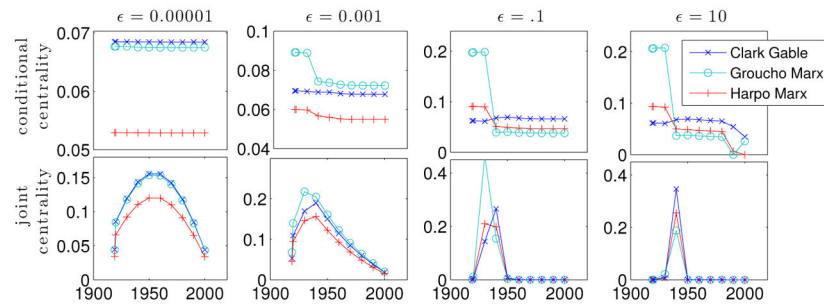 ϵ = 0.00001 ϵ = 0.001 ϵ = .1 ϵ = 10
conditional
centrality
0.07
0.06
0.05
0.1
0.08
0.06
0.04
0.2
0.1
0
0.2
0.1
0
Clark Gable
Groucho Marx
Harpo Marx
joint
centrality
0.15
0.1
0.05
0
0.2
0.1
0
0.4
0.2
0
0.4
0.2
0
1900 1950 2000 1900 1950 2000 1900 1950 2000 1900 1950 2000